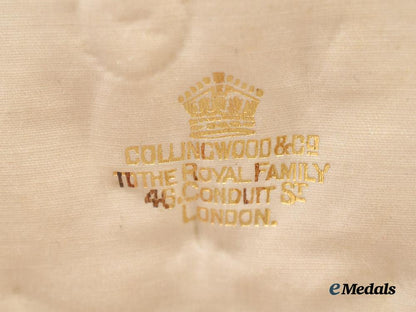 COLLINGWOOD & CO
TO THE ROYAL FAMILY
46. CONDUIT ST
LONDON.
eMedals